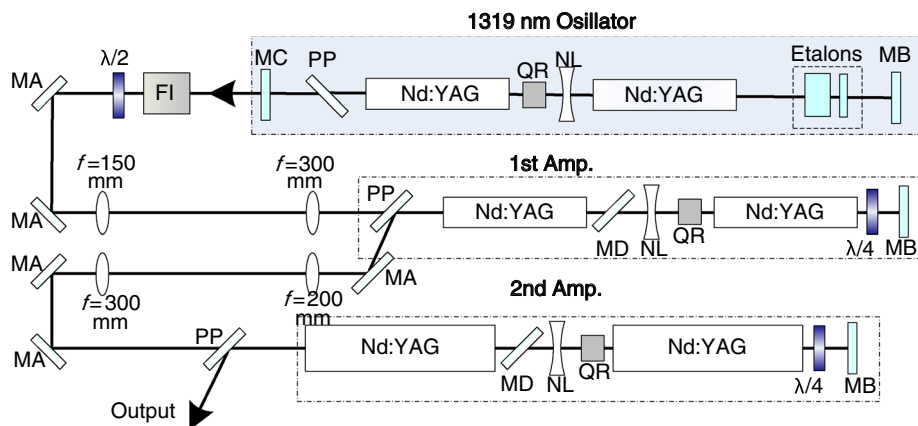 1319 nm Osillator
λ/2
MC
PP
QR
NL
Etalons
MB
MA
FI
Nd:YAG
Nd:YAG
f=150
mm
f=300
mm
1st Amp.
PP
MA
Nd:YAG
MD
NL
QR
Nd:YAG
λ/4
MB
MA
f=300
mm
f=200
mm
MA
2nd Amp.
MA
PP
Nd:YAG
MD
NL
QR
Nd:YAG
λ/4
MB
Output